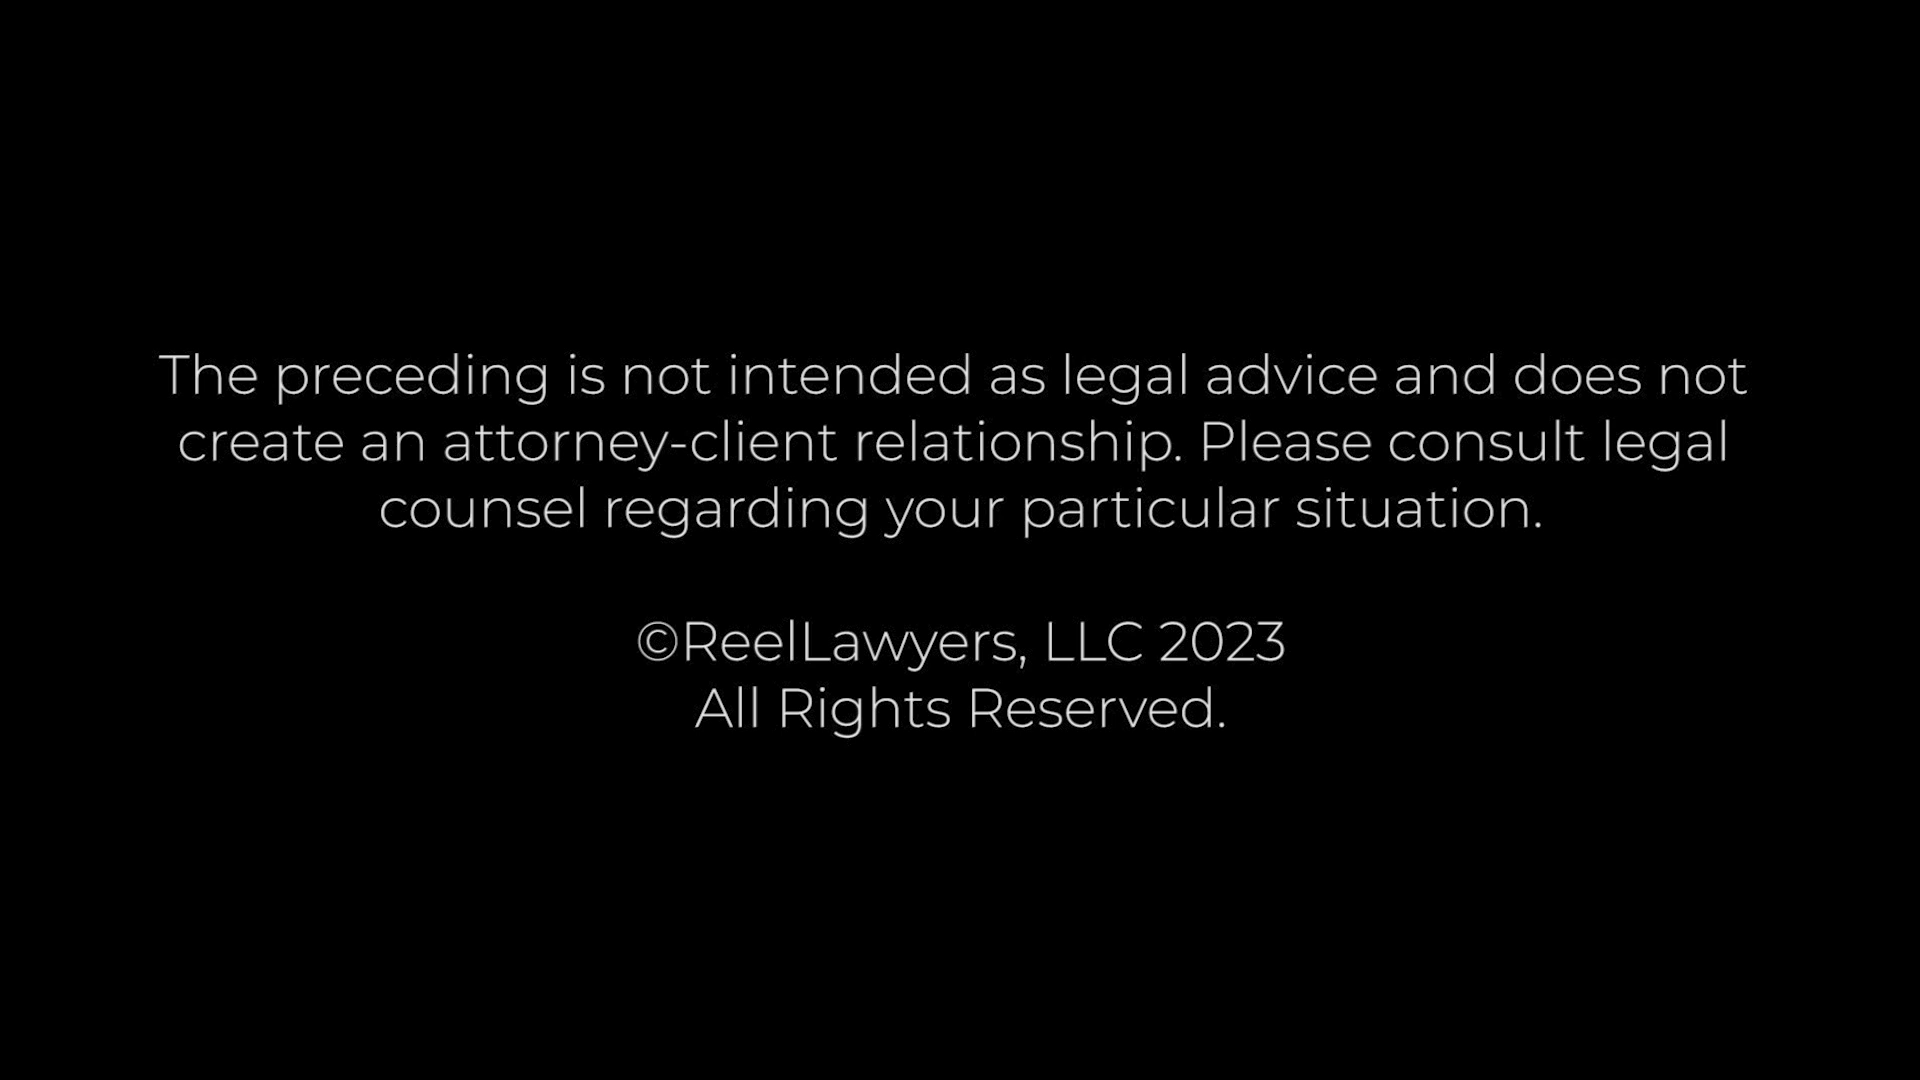 The preceding is not intended as legal advice and does not
create an attorney-client relationship. Please consult legal
counsel regarding your particular situation.
©ReelLawyers, LLC 2023
All Rights Reserved.